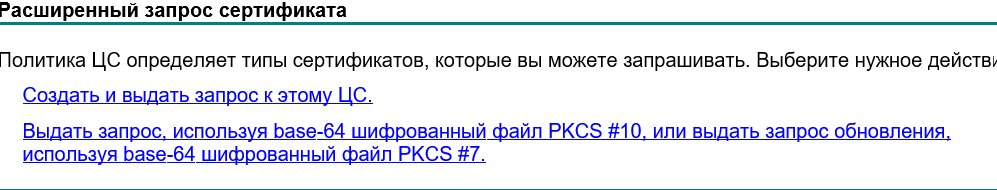 Расширенный запрос сертификата
Политика ЦС определяет типы сертификатов, которые вы можете запрашивать. Выберите нужное действи
Создать и выдать запрос к этому ЦС.
Выдать запрос, используя base-64 шифрованный файл PKCS #10, или выдать запрос обновления,
используя base-64 шифрованный файл PKCS #7.